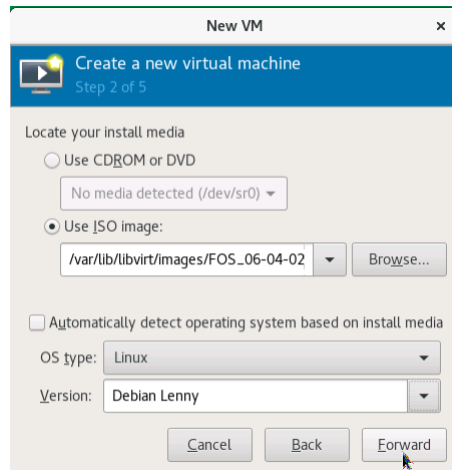 New VM ×
Create a new virtual machine
Step 2 of 5
Locate your install media
Use CDROM or DVD
No media detected (/dev/sr0)
Use ISO image:
/var/lib/libvirt/images/FOS_06-04-02 Browse...
Automatically detect operating system based on install media
OS type: Linux
Version: Debian Lenny
Cancel Back Forward